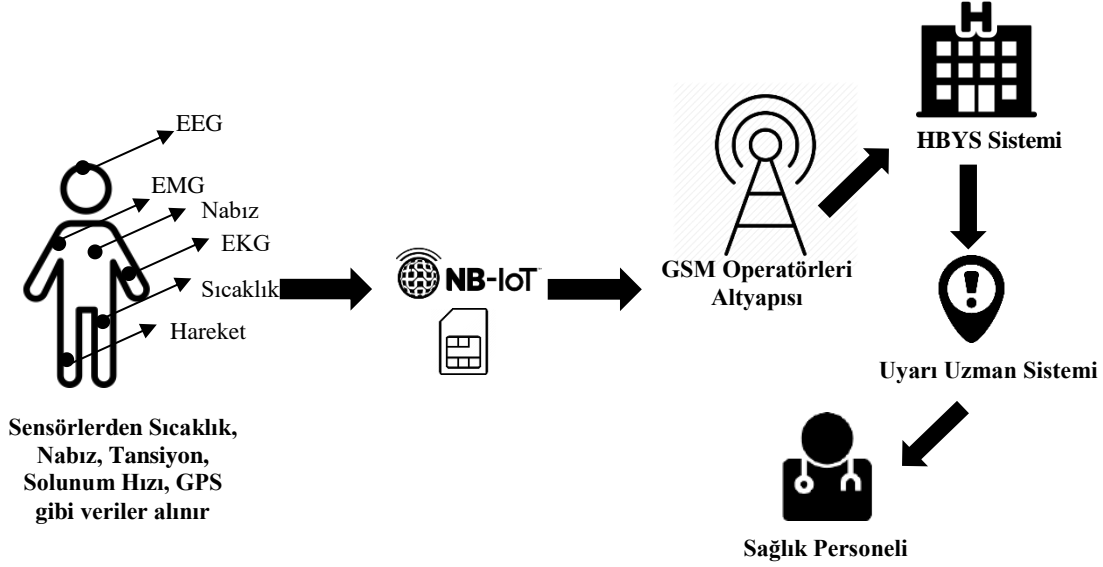 EEG
EMG
Nabız
EKG
Sıcaklık
Hareket
Sensörlerden Sıcaklık,
Nabız, Tansiyon,
Solunum Hızı, GPS
gibi veriler alınır
NB-IoT
GSM Operatörleri
Altyapısı
H
HBYS Sistemi
Uyarı Uzman Sistemi
Sağlık Personeli